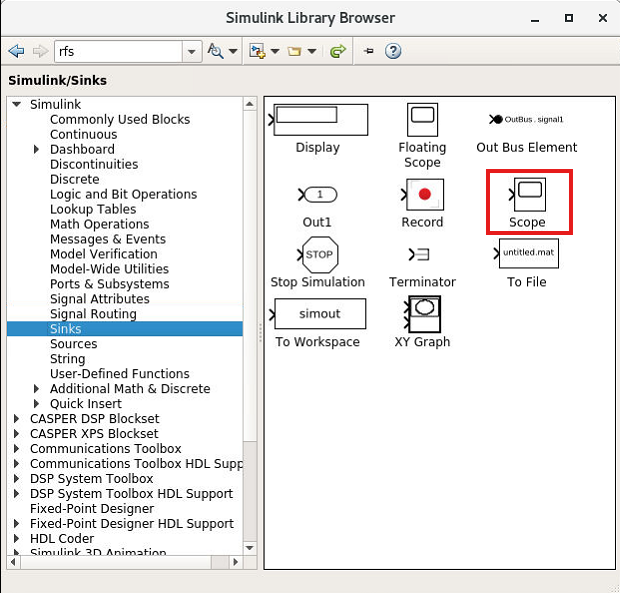 Simulink Library Browser
rfs
Simulink/Sinks
Simulink
Commonly Used Blocks
Continuous
Dashboard
Discontinuities
Discrete
Logic and Bit Operations
Lookup Tables
Math Operations
Messages & Events
Model Verification
Model-Wide Utilities
Ports & Subsystems
Signal Attributes
Signal Routing
Sinks
Sources
String
User-Defined Functions
Additional Math & Discrete
Quick Insert
CASPER DSP Blockset
CASPER XPS Blockset
Communications Toolbox
Communications Toolbox HDL Supp
DSP System Toolbox
DSP System Toolbox HDL Support
Fixed-Point Designer
Fixed-Point Designer HDL Support
HDL Coder
Simulink 3D Animation
Display
Floating
Scope
OutBus.signal1
Out Bus Element
1
Out1
Record
Scope
STOP
Stop Simulation
Terminator
untitled.mat
To File
simout
To Workspace
XY Graph